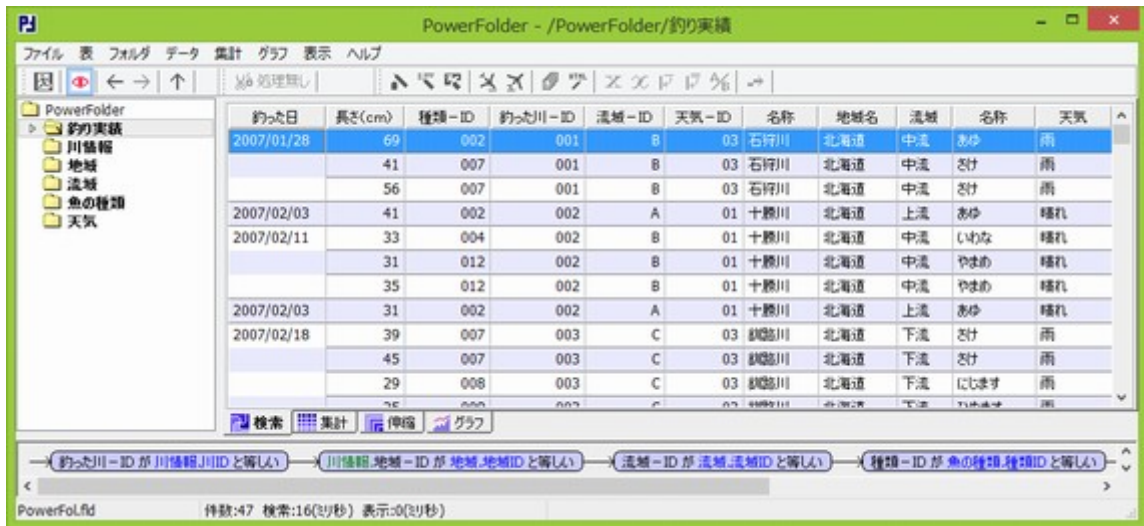 PowerFolder - /PowerFolder/釣り実績
ファイル 表 フォルダ データ 集計 グラフ 表示 ヘルプ
処理無し
PowerFolder
釣り実績
川情報
地域
流域
魚の種類
天気
釣った日 長さ(cm) 種類-ID 釣った川-ID 流域-ID 天気-ID 名称 地域名 流域 名称 天気
2007/01/28 69 002 001 B 03 石狩川 北海道 中流 あゆ 雨
41 007 001 B 03 石狩川 北海道 中流 さけ 雨
56 007 001 B 03 石狩川 北海道 中流 さけ 雨
2007/02/03 41 002 002 A 01 十勝川 北海道 上流 あゆ 晴れ
2007/02/11 33 004 002 B 01 十勝川 北海道 中流 いわな 晴れ
31 012 002 B 01 十勝川 北海道 中流 やまめ 晴れ
35 012 002 B 01 十勝川 北海道 中流 やまめ 晴れ
2007/02/03 31 002 002 A 01 十勝川 北海道 上流 あゆ 晴れ
2007/02/18 39 007 003 C 03 釧路川 北海道 下流 さけ 雨
45 007 003 C 03 釧路川 北海道 下流 さけ 雨
29 008 003 C 03 釧路川 北海道 下流 にじます 雨
検索 集計 伸縮 グラフ
釣った川-ID が 川情報.川ID と等しい 川情報.地域-ID が 地域.地域ID と等しい 流域-ID が 流域.流域ID と等しい 種類-ID が 魚の種類.種類ID と等しい
PowerFol.fld 件数:47 検索:16(ミリ秒) 表示:0(ミリ秒)